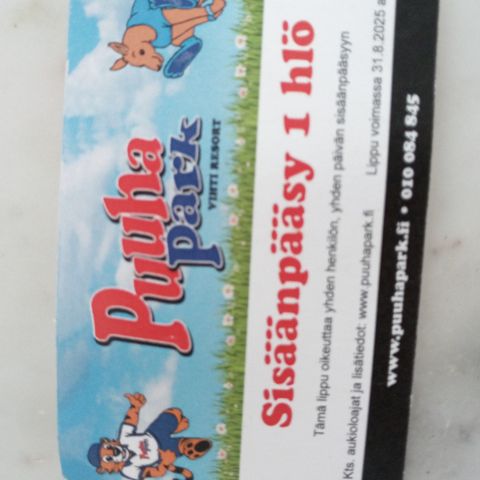 Puuha
park
VIHTI RESORT
Sisäänpääsy 1 hlö
Tämä lippu oikeuttaa yhden henkilön, yhden päivän sisäänpääsyyn
Kts. aukioloajat ja lisätiedot: www.puuhapark.fi Lippu voimassa 31.8.2025 a
www.puuhapark.fi • 010 084 845